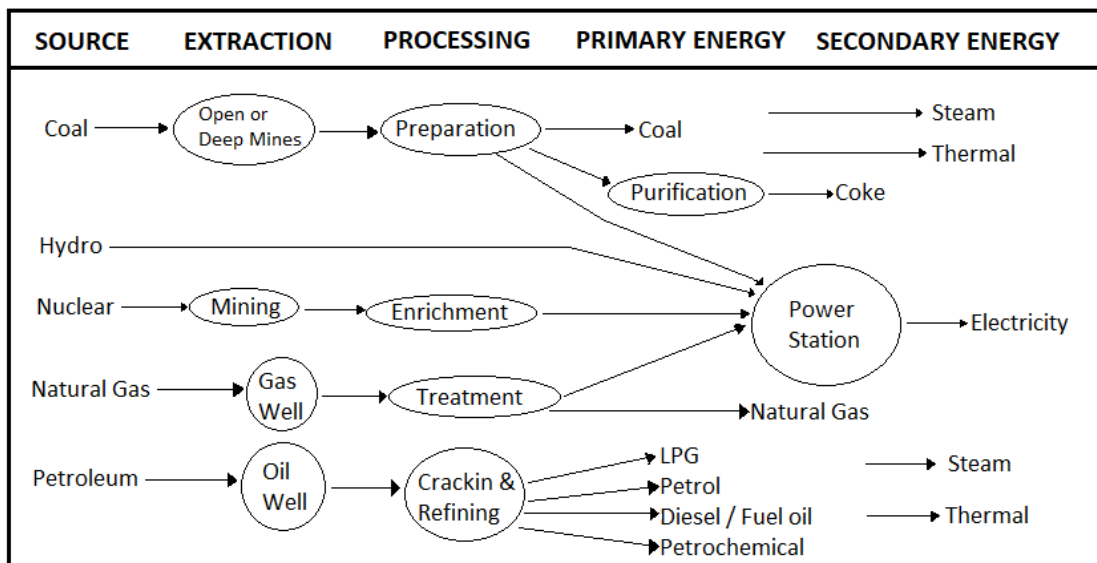 SOURCE EXTRACTION PROCESSING PRIMARY ENERGY SECONDARY ENERGY
Coal
Open or
Deep Mines
Preparation
Coal
Steam
Thermal
Purification
Coke
Hydro
Nuclear
Mining
Enrichment
Power
Station
Electricity
Natural Gas
Gas
Well
Treatment
Natural Gas
Petroleum
Oil
Well
Crackin &
Refining
LPG
Petrol
Diesel / Fuel oil
Petrochemical
Steam
Thermal